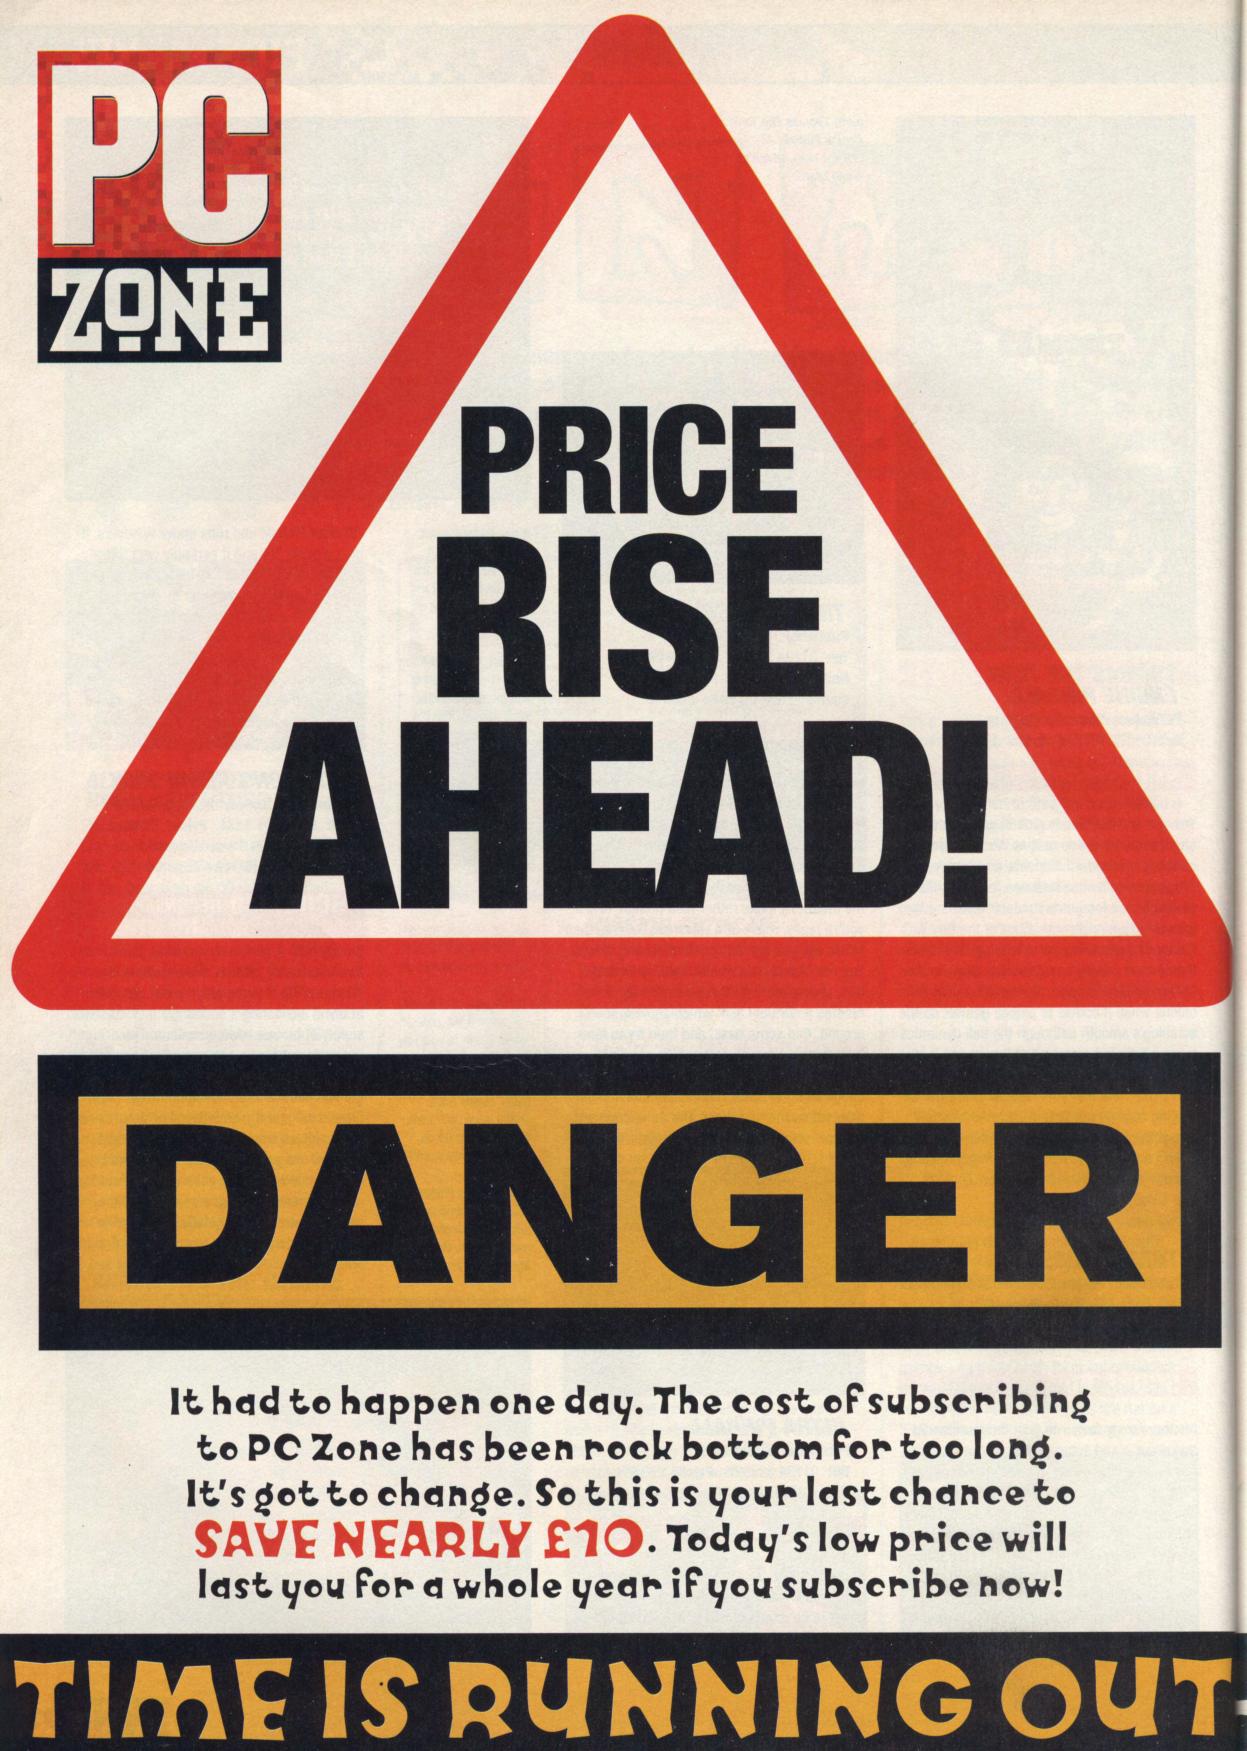 PC
ZONE
PRICE
RISE
AHEAD!
DANGER
It had to happen one day. The cost of subscribing
to PC Zone has been rock bottom for too long.
It's got to change. So this is your last chance to
SAVE NEARLY £10. Today's low price will
last you for a whole year if you subscribe now!
TIME IS RUNNING OUT